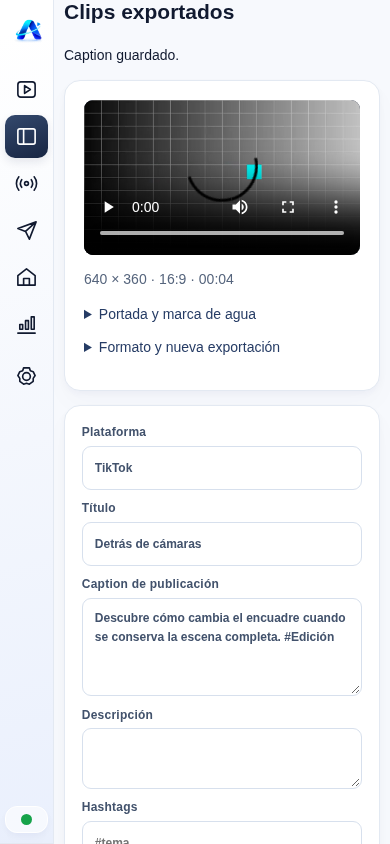 Clips exportados
Caption guardado.
0:00
640 × 360 · 16:9 · 00:04
Portada y marca de agua
Formato y nueva exportación
Plataforma
TikTok
Título
Detrás de cámaras
Caption de publicación
Descubre cómo cambia el encuadre cuando
se conserva la escena completa. #Edición
Descripción
Hashtags
#tema